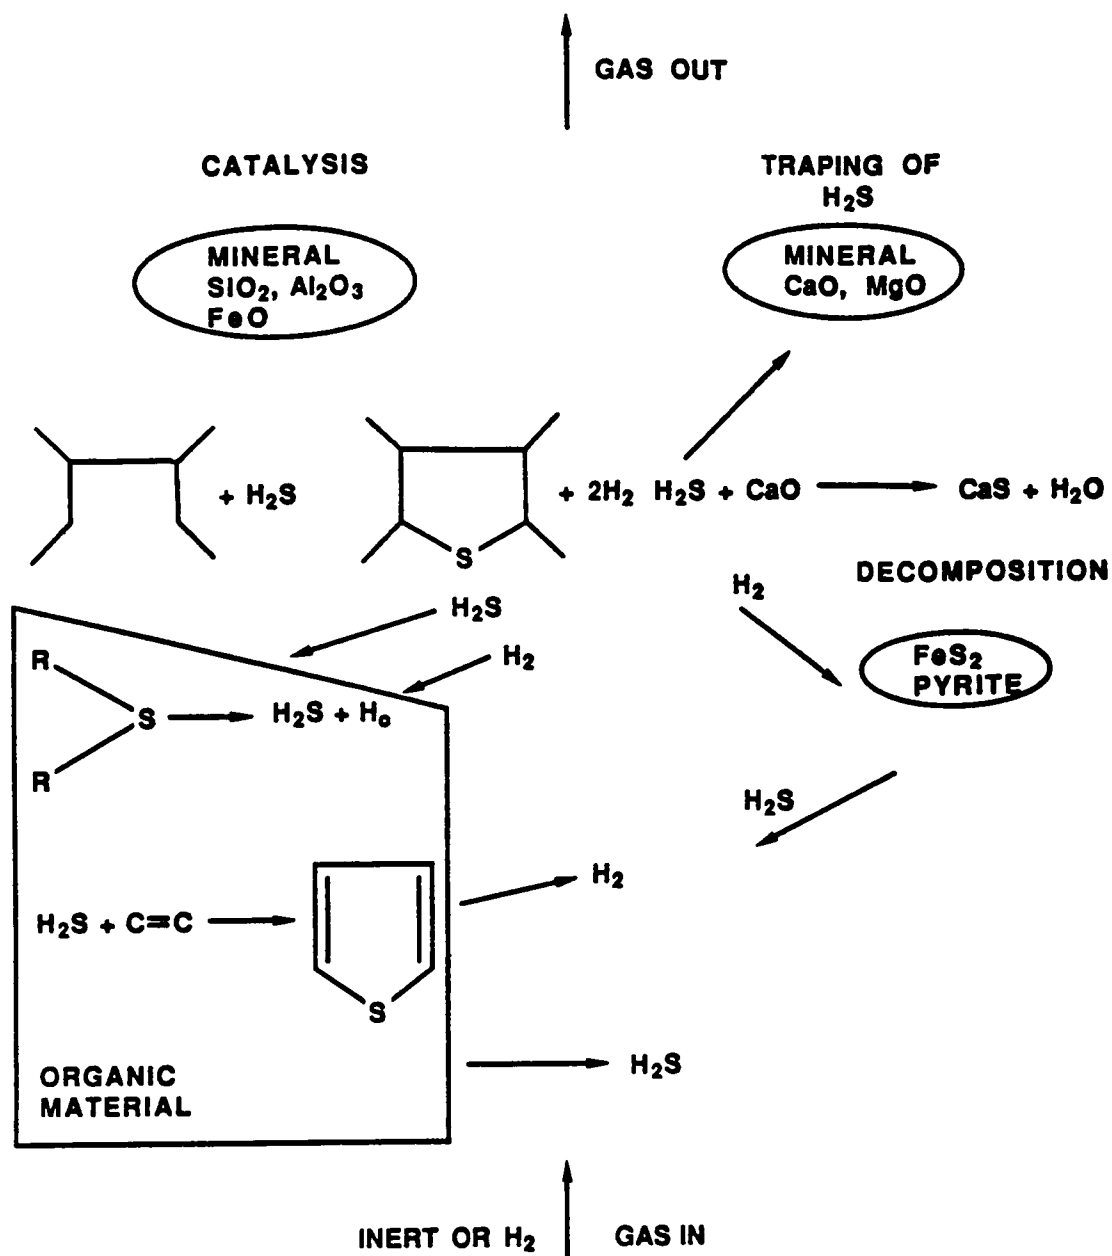 GAS OUT
CATALYSIS
TRAPING OF
H₂S
MINERAL
SIO₂, Al₂O₃
FeO
MINERAL
CaO, MgO
+ H₂S
S
+ 2H₂
H₂S + CaO
CaS + H₂O
DECOMPOSITION
H₂
FeS₂
PYRITE
H₂S
H₂
R
S
H₂S + Hₒ
R
H₂S
H₂
H₂S + C=C
S
H₂S
ORGANIC
MATERIAL
INERT OR H₂
GAS IN